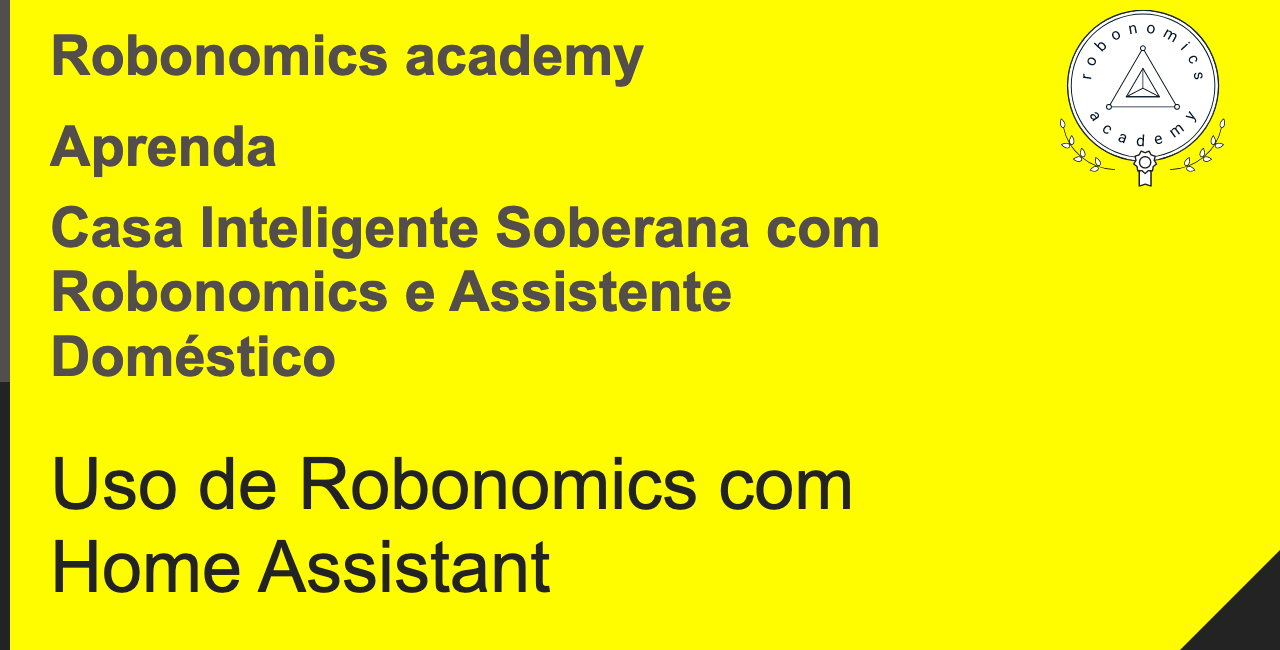 Robonomics academy
Aprenda
Casa Inteligente Soberana com
Robonomics e Assistente
Doméstico
Uso de Robonomics com
Home Assistant
robonomics
academy